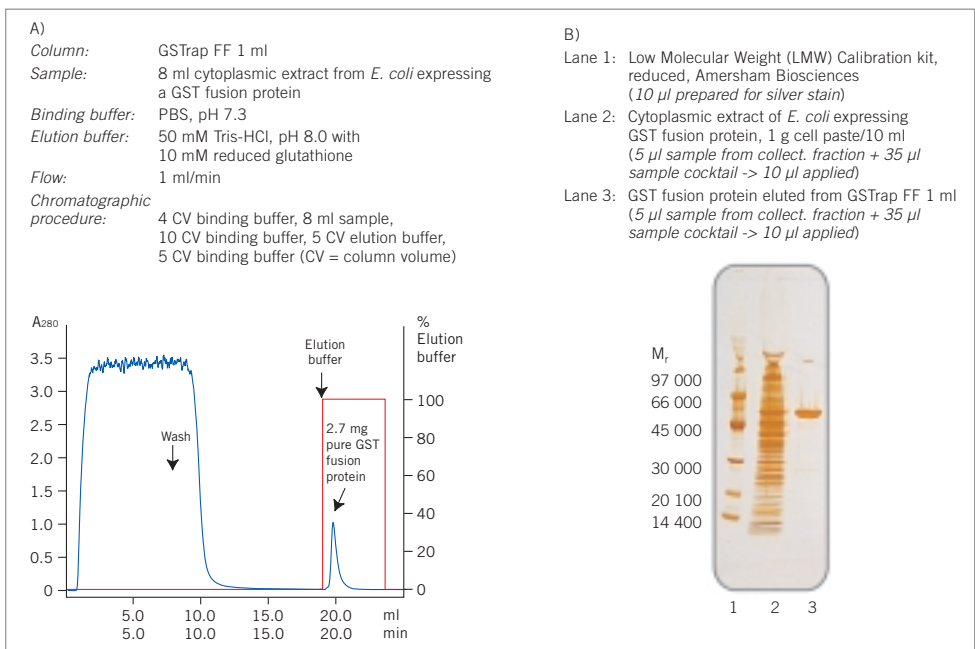 A)
Column: GSTrap FF 1 ml
Sample: 8 ml cytoplasmic extract from E. coli expressing
a GST fusion protein
Binding buffer: PBS, pH 7.3
Elution buffer: 50 mM Tris-HCl, pH 8.0 with
10 mM reduced glutathione
Flow: 1 ml/min
Chromatographic
procedure: 4 CV binding buffer, 8 ml sample,
10 CV binding buffer, 5 CV elution buffer,
5 CV binding buffer (CV = column volume)
A280
3.5
3.0
2.5
2.0
1.5
1.0
0.5
0
Wash
Elution
buffer
2.7 mg
pure GST
fusion
protein
%
Elution
buffer
100
80
60
40
20
0
5.0 10.0 15.0 20.0 ml
5.0 10.0 15.0 20.0 min
B)
Lane 1: Low Molecular Weight (LMW) Calibration kit,
reduced, Amersham Biosciences
(10 µl prepared for silver stain)
Lane 2: Cytoplasmic extract of E. coli expressing
GST fusion protein, 1 g cell paste/10 ml
(5 µl sample from collect. fraction + 35 µl
sample cocktail -> 10 µl applied)
Lane 3: GST fusion protein eluted from GSTrap FF 1 ml
(5 µl sample from collect. fraction + 35 µl
sample cocktail -> 10 µl applied)
Mr
97 000
66 000
45 000
30 000
20 100
14 400
1 2 3